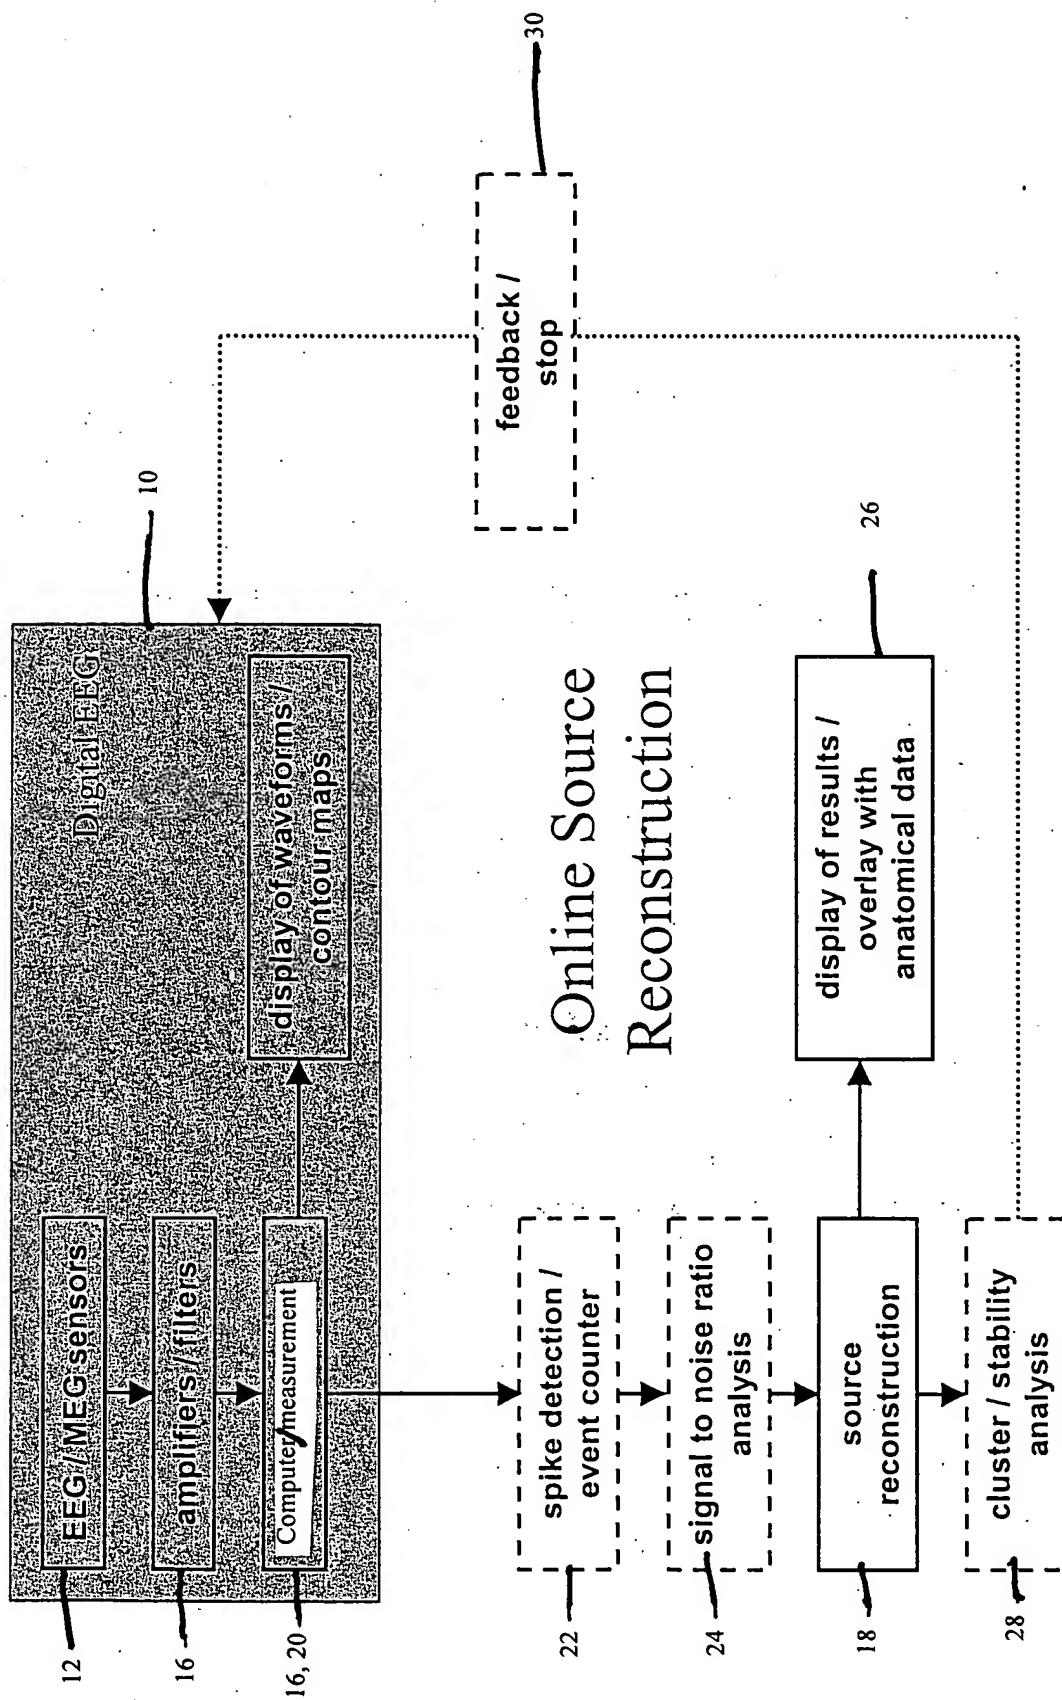 Digital EEG
10
12
EEG / MEG sensors
16
amplifiers / filters
16, 20
Computer/measurement
display of waveforms /
contour maps
30
feedback /
stop
Online Source
Reconstruction
22
spike detection /
event counter
24
signal to noise ratio
analysis
18
source
reconstruction
26
display of results /
overlay with
anatomical data
28
cluster / stability
analysis